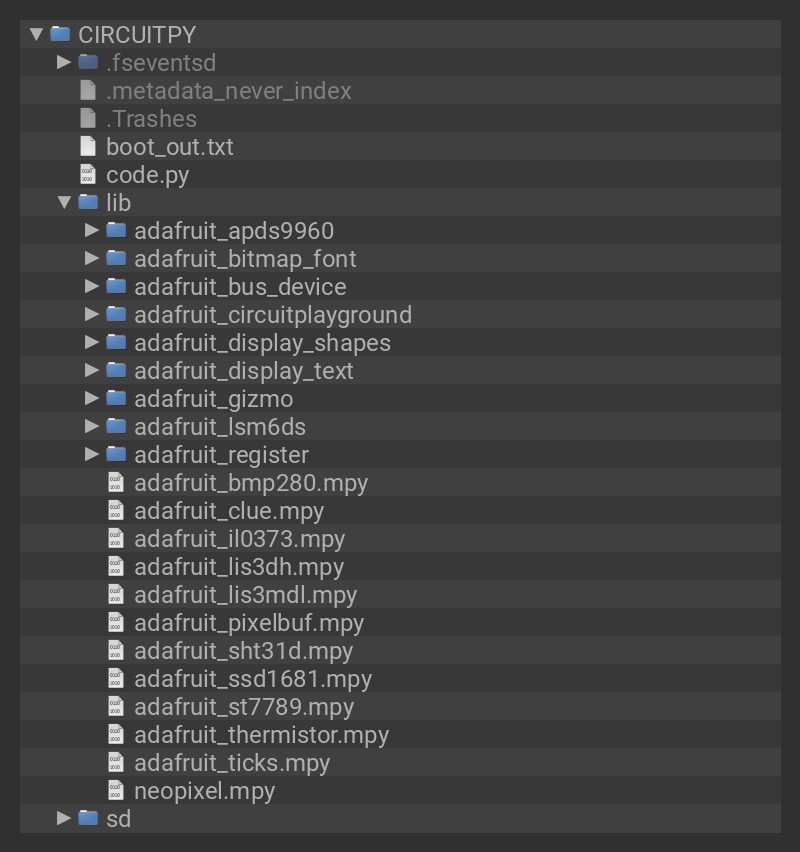 CIRCUITPY
.fseventsd
.metadata_never_index
.Trashes
boot_out.txt
code.py
lib
adafruit_apds9960
adafruit_bitmap_font
adafruit_bus_device
adafruit_circuitplayground
adafruit_display_shapes
adafruit_display_text
adafruit_gizmo
adafruit_lsm6ds
adafruit_register
adafruit_bmp280.mpy
adafruit_clue.mpy
adafruit_il0373.mpy
adafruit_lis3dh.mpy
adafruit_lis3mdl.mpy
adafruit_pixelbuf.mpy
adafruit_sht31d.mpy
adafruit_ssd1681.mpy
adafruit_st7789.mpy
adafruit_thermistor.mpy
adafruit_ticks.mpy
neopixel.mpy
sd